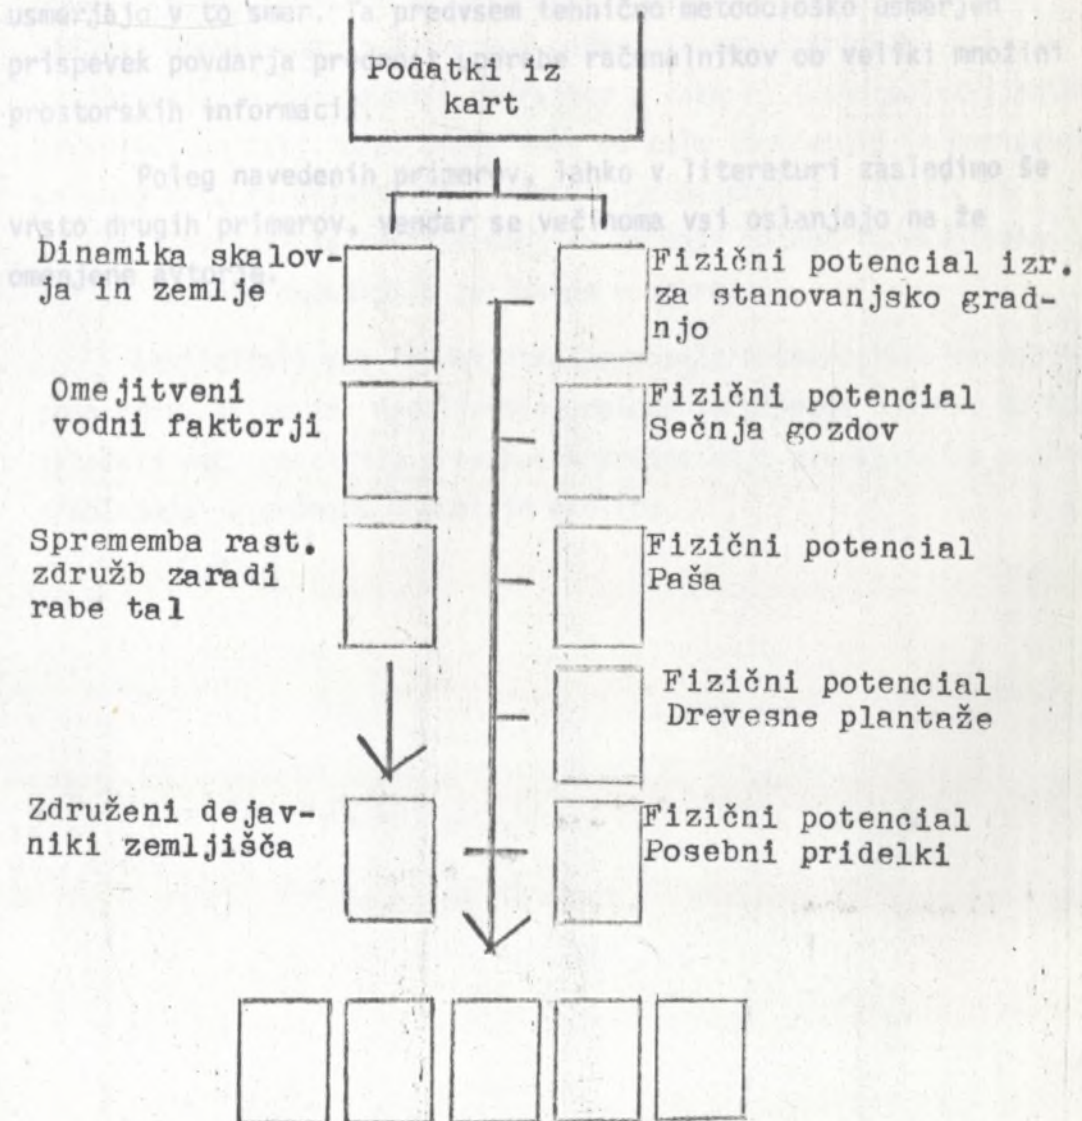 usmerjajo v to smer. Ta predvsem tehnično metodološko usmerjen
prispevek povdarja prednost uporabe računalnikov ob veliki množini
prostorskih informacij.
Poleg navedenih primerov, lahko v literaturi zasledimo še
vrsto drugih primerov, vendar se večinoma vsi oslanjajo na že
omenjene avtorje.
Podatki iz
kart
Dinamika skalov-
ja in zemlje
Omejitveni
vodni faktorji
Sprememba rast.
združb zaradi
rabe tal
Združeni dejav-
niki zemljišča
Fizični potencial izr.
za stanovanjsko grad-
njo
Fizični potencial
Sečnja gozdov
Fizični potencial
Paša
Fizični potencial
Drevesne plantaže
Fizični potencial
Posebni pridelki